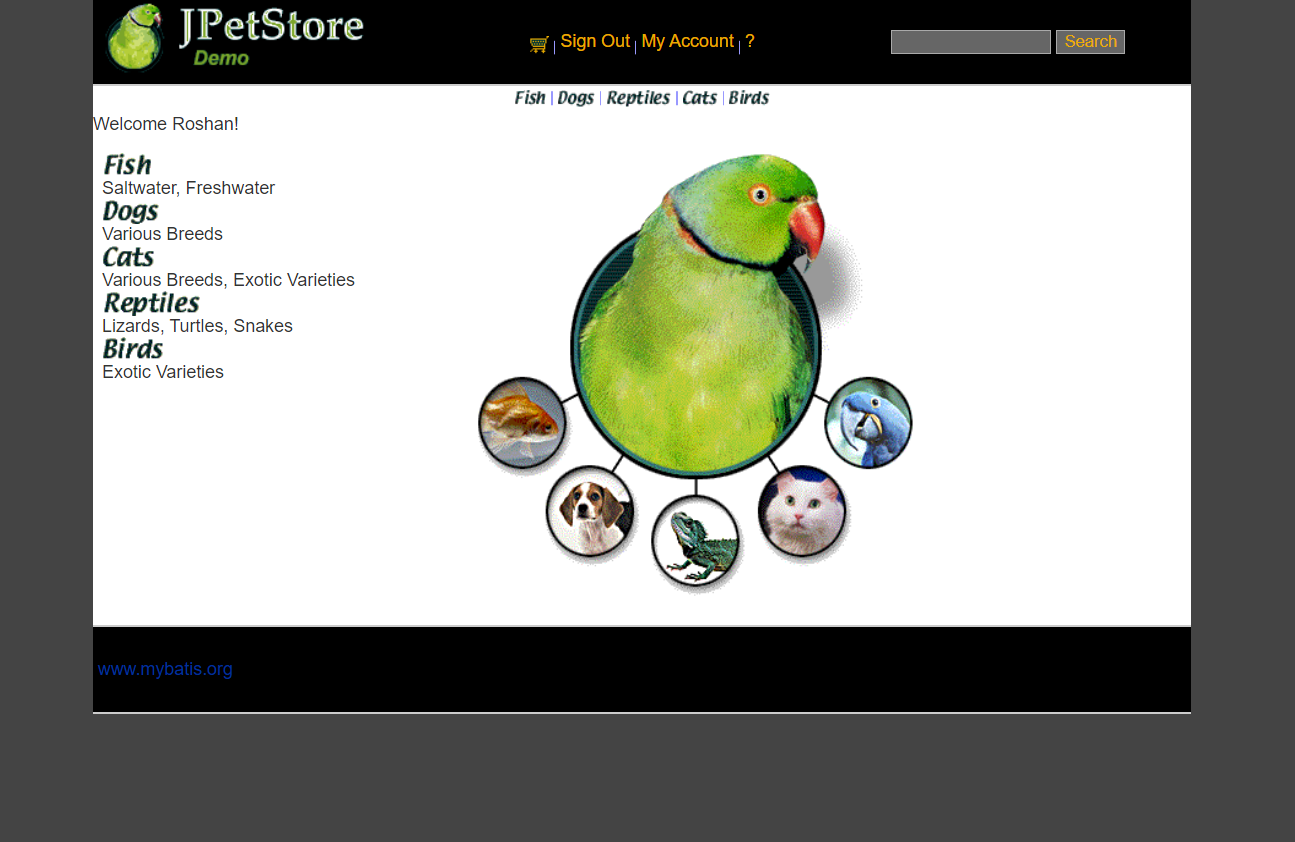 JPetStore
Demo
Sign Out | My Account | ?
Search
Fish | Dogs | Reptiles | Cats | Birds
Welcome Roshan!
Fish
Saltwater, Freshwater
Dogs
Various Breeds
Cats
Various Breeds, Exotic Varieties
Reptiles
Lizards, Turtles, Snakes
Birds
Exotic Varieties
www.mybatis.org